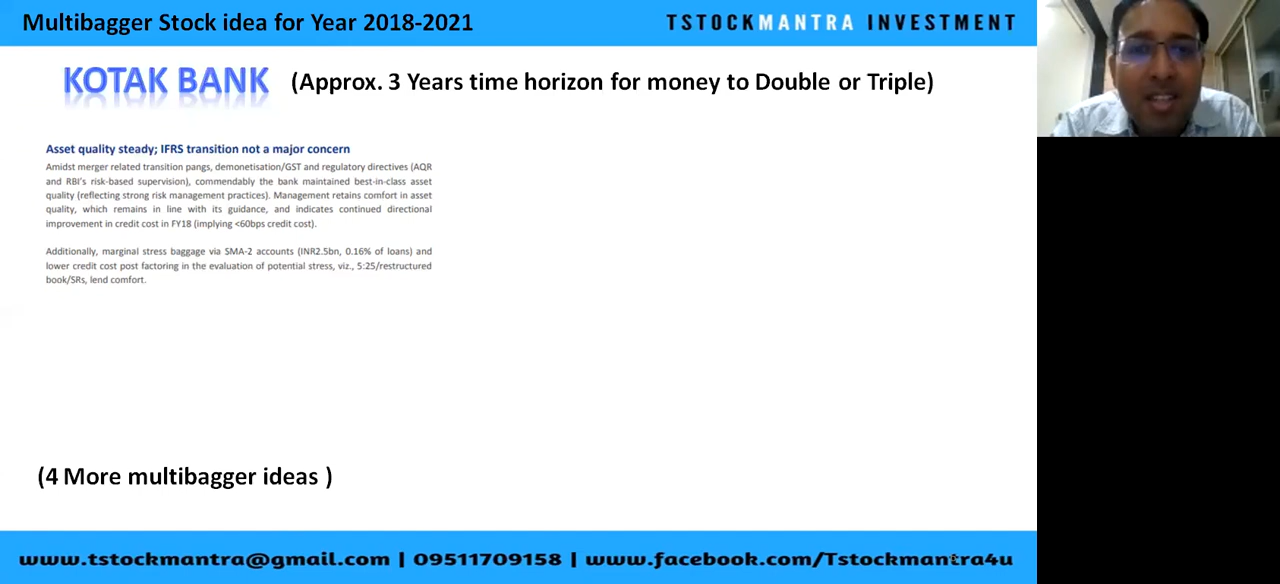 Multibagger Stock idea for Year 2018-2021
TSTOCKMANTRA INVESTMENT
KOTAK BANK (Approx. 3 Years time horizon for money to Double or Triple)
Asset quality steady; IFRS transition not a major concern
Amidst merger related transition pangs, demonetisation/GST and regulatory directives (AQR
and RBI's risk-based supervision), commendably the bank maintained best-in-class asset
quality (reflecting strong risk management practices). Management retains comfort in asset
quality, which remains in line with its guidance, and indicates continued directional
improvement in credit cost in FY18 (implying <60bps credit cost).
Additionally, marginal stress baggage via SMA-2 accounts (INR2.5bn, 0.16% of loans) and
lower credit cost post factoring in the evaluation of potential stress, viz., 5:25/restructured
book/SRs, lend comfort.
(4 More multibagger ideas )
www.tstockmantra@gmail.com | 09511709158 | www.facebook.com/Tstockmantra4u